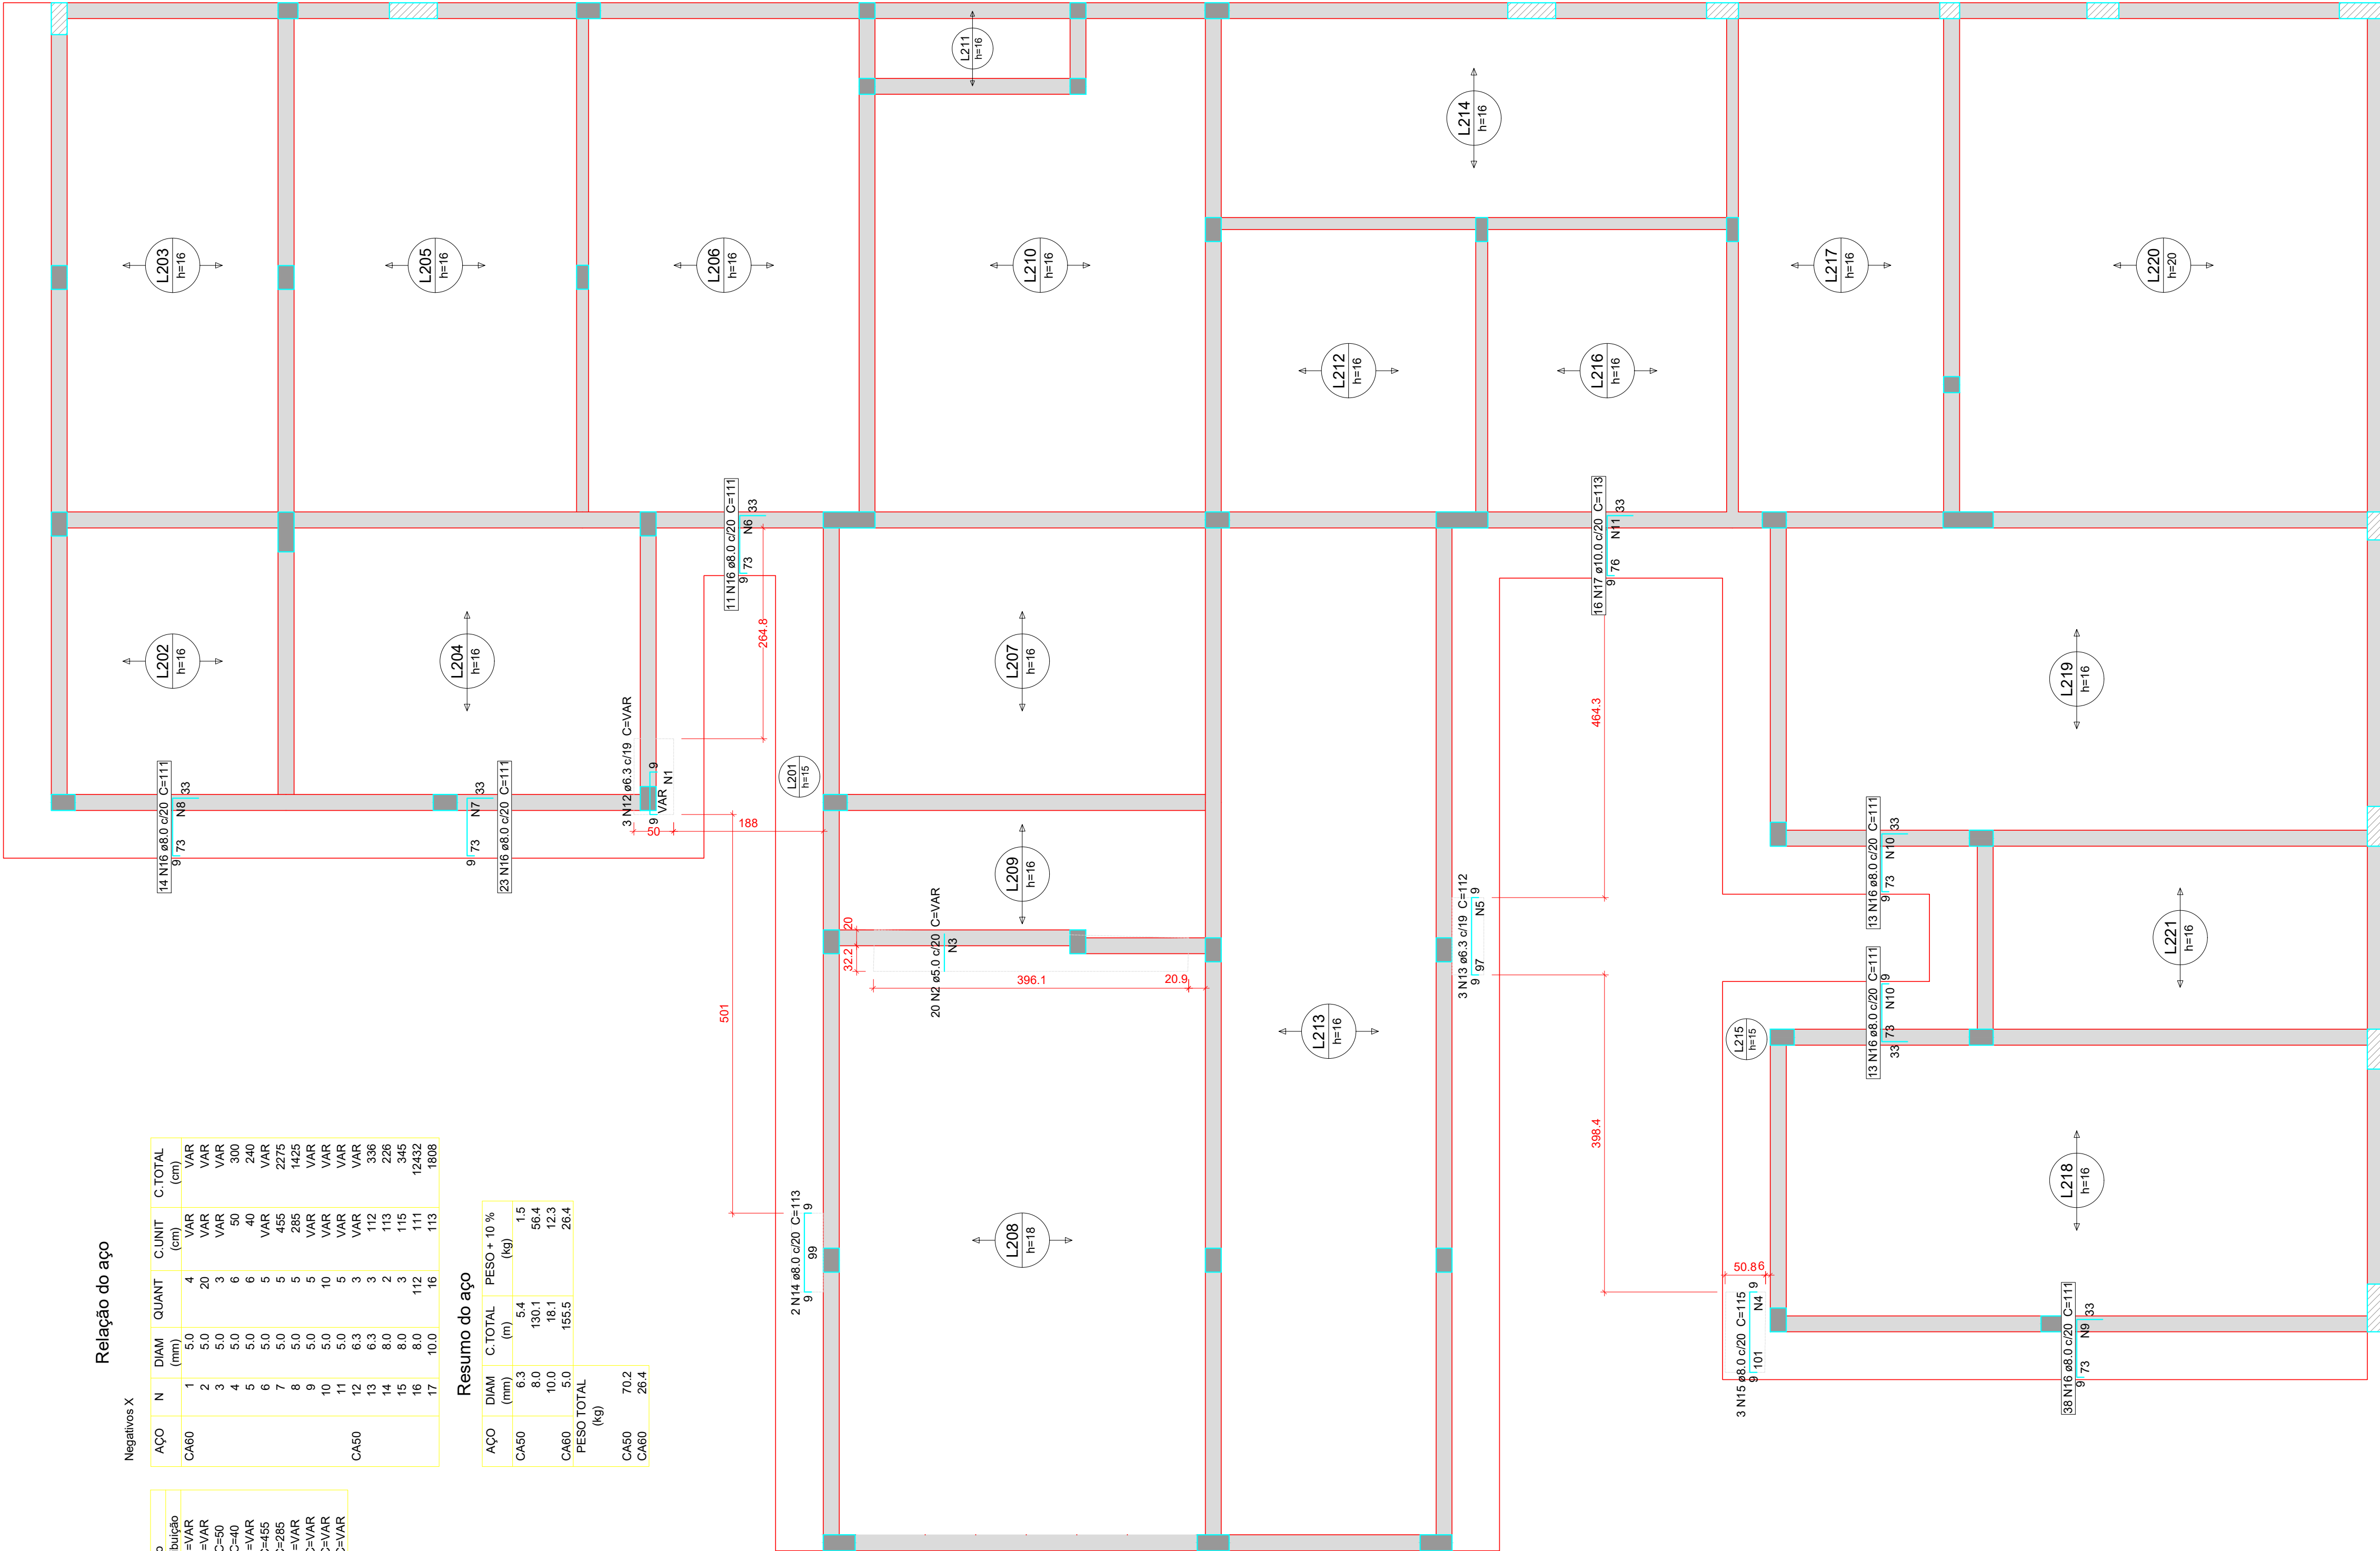 Relação do aço
Negativos X
AÇO N DIAM QUANT C.UNIT C.TOTAL
(mm) (cm) (cm)
CA60 1 5.0 4 VAR VAR
2 5.0 20 VAR VAR
3 5.0 3 VAR VAR
4 5.0 6 50 300
5 5.0 6 40 240
6 5.0 5 VAR VAR
7 5.0 5 455 2275
8 5.0 5 285 1425
9 5.0 5 VAR VAR
10 5.0 10 VAR VAR
11 5.0 5 VAR VAR
CA50 12 6.3 3 VAR VAR
13 6.3 3 112 336
14 8.0 2 113 226
15 8.0 3 115 345
16 8.0 112 111 12432
17 10.0 16 113 1808
Resumo do aço
AÇO DIAM C.TOTAL PESO + 10 %
(mm) (m) (kg)
CA50 6.3 5.4 1.5
8.0 130.1 56.4
10.0 18.1 12.3
CA60 5.0 155.5 26.4
PESO TOTAL
(kg)
CA50 70.2
CA60 26.4
o
buição
=VAR
=VAR
C=50
C=40
=VAR
C=455
C=285
=VAR
C=VAR
C=VAR
C=VAR
L203
h=16
L205
h=16
L206
h=16
L211
h=16
L210
h=16
L214
h=16
L212
h=16
L216
h=16
L217
h=16
L220
h=20
L202
h=16
L204
h=16
L207
h=16
L201
h=15
L209
h=16
L219
h=16
L221
h=16
L213
h=16
L215
h=15
L218
h=16
L208
h=18
14 N16 ø8.0 c/20 C=111
9 73 N8 33
9 73 N7 33
23 N16 ø8.0 c/20 C=111
3 N12 ø6.3 c/19 C=VAR
9 VAR 9
N1
50
188
264.8
501
11 N16 ø8.0 c/20 C=111
9 73 N6 33
2 N14 ø8.0 c/20 C=113
9 99 9
32.2
20
20 N2 ø5.0 c/20 C=VAR
N3
396.1
20.9
3 N13 ø6.3 c/19 C=112
9 97 N5 9
16 N17 ø10.0 c/20 C=113
9 76 N11 33
464.3
398.4
3 N15 ø8.0 c/20 C=115
9 101 N4 9
50.8
6
13 N16 ø8.0 c/20 C=111
9 73 N10 33
13 N16 ø8.0 c/20 C=111
33 73 N10 9
38 N16 ø8.0 c/20 C=111
9 73 N9 33